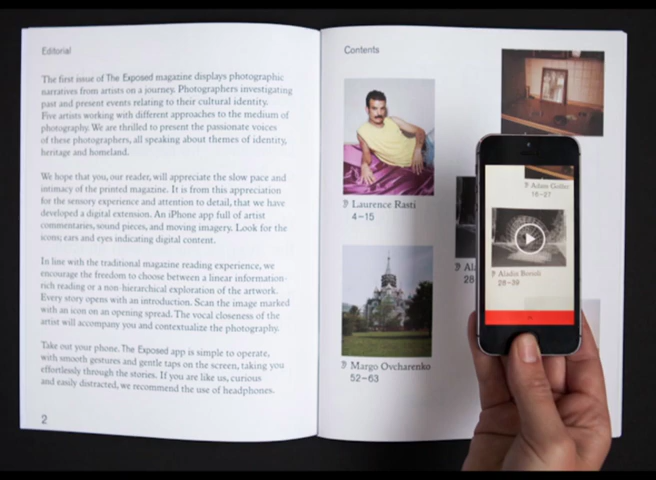 Editorial
The first issue of The Exposed magazine displays photographic
narratives from artists on a journey. Photographers investigating
past and present events relating to their cultural identity.
Five artists working with different approaches to the medium of
photography. We are thrilled to present the passionate voices
of these photographers, all speaking about themes of identity,
heritage and homeland.
We hope that you, our reader, will appreciate the slow pace and
intimacy of the printed magazine. It is from this appreciation
for the sensory experience and attention to detail, that we have
developed a digital extension. An iPhone app full of artist
commentaries, sound pieces, and moving imagery. Look for the
icons; ears and eyes indicating digital content.
In line with the traditional magazine reading experience, we
encourage the freedom to choose between a linear information-
rich reading or a non-hierarchical exploration of the artwork.
Every story opens with an introduction. Scan the image marked
with an icon on an opening spread. The vocal closeness of the
artist will accompany you and contextualize the photography.
Take out your phone. The Exposed app is simple to operate,
with smooth gestures and gentle taps on the screen, taking you
effortlessly through the stories. If you are like us, curious
and easily distracted, we recommend the use of headphones.
2
Contents
Laurence Rasti
4–15
Margo Ovcharenko
52–63
Ala
28
16–27
Aladin Borioli
28–39